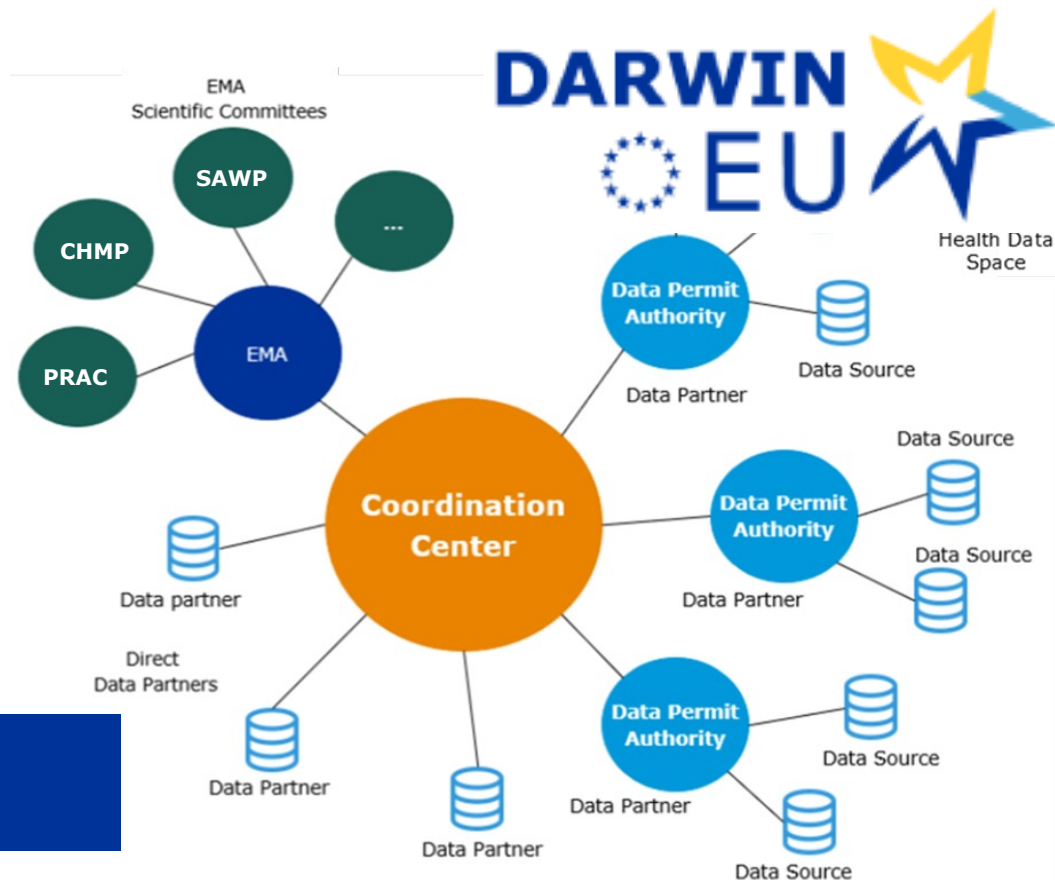 DARWIN
EU
EMA
Scientific Committees
SAWP
CHMP
...
PRAC
EMA
Health Data
Space
Data Permit
Authority
Data Source
Data Partner
Coordination
Center
Data Source
Data Permit
Authority
Data Source
Data Partner
Data partner
Direct
Data Partners
Data Permit
Authority
Data Source
Data Partner
Data Partner
Data Partner
Data Source